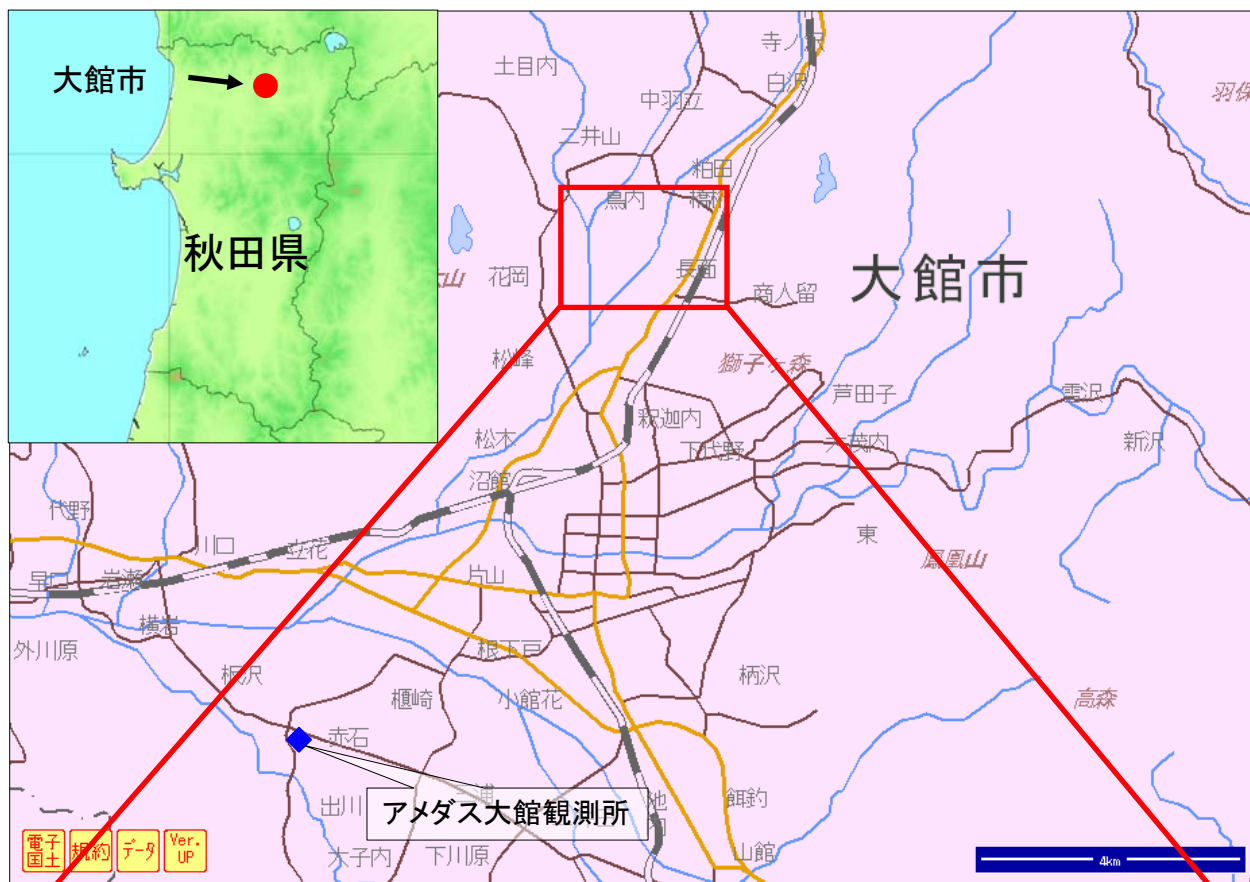 大館市
秋田県
寺ノ沢
土目内
白沢
中羽立
羽保
二井山
粕田
鳥内
橋桁
花岡
山
長面
商人留
大館市
松峰
獅子ヶ森
芦田子
雪沢
釈迦内
松木
下代野
大茂内
新沢
沼館
代野
川口
立花
東
鳳凰山
早口
岩瀬
片山
横岩
外川原
根下戸
板沢
櫃崎
小館花
柄沢
高森
赤石
アメダス大館観測所
出川
餌釣
大子内
下川原
山館
電子国土
規約
データ
Ver.UP
4km